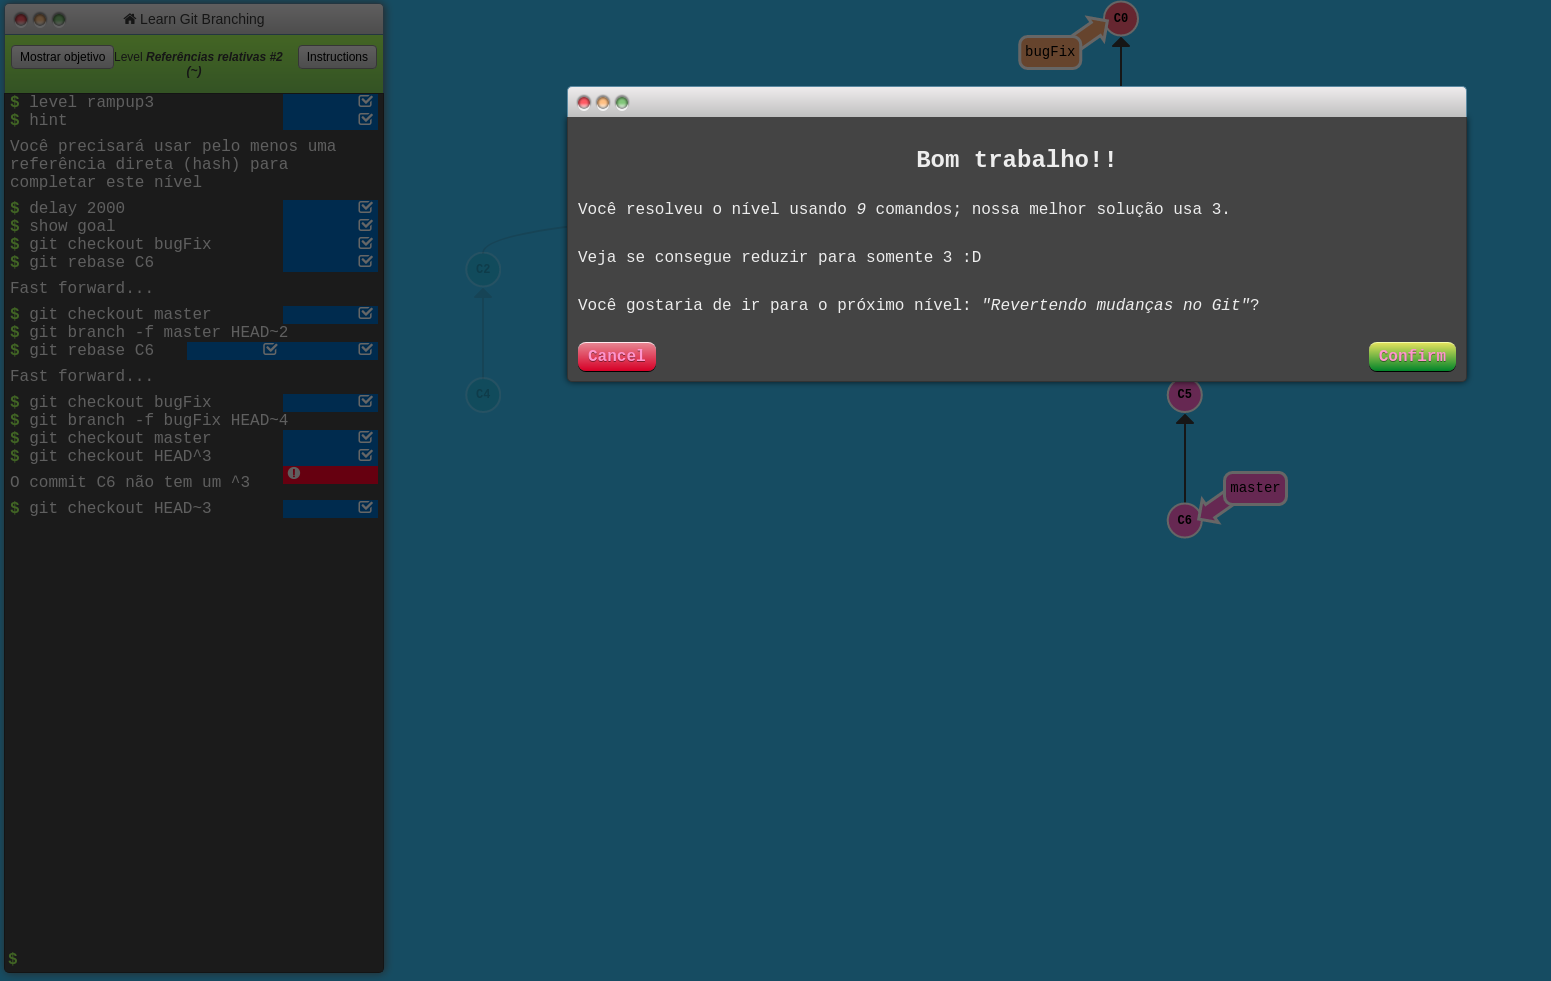 Learn Git Branching
Mostrar objetivo
Level Referências relativas #2
(~)
Instructions
$ level rampup3
$ hint
Você precisará usar pelo menos uma
referência direta (hash) para
completar este nível
$ delay 2000
$ show goal
$ git checkout bugFix
$ git rebase C6
Fast forward...
$ git checkout master
$ git branch -f master HEAD~2
$ git rebase C6
Fast forward...
$ git checkout bugFix
$ git branch -f bugFix HEAD~4
$ git checkout master
$ git checkout HEAD^3
O commit C6 não tem um ^3
$ git checkout HEAD~3
$
C0
bugFix
Bom trabalho!!
Você resolveu o nível usando 9 comandos; nossa melhor solução usa 3.
Veja se consegue reduzir para somente 3 :D
Você gostaria de ir para o próximo nível: "Revertendo mudanças no Git"?
Cancel
Confirm
C2
C4
C5
master
C6